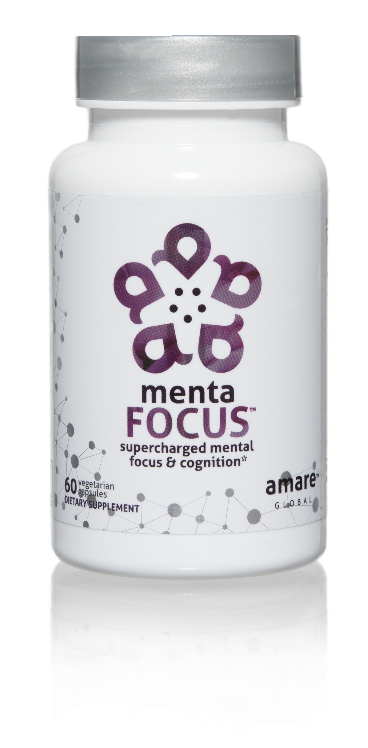 menta
FOCUS™
supercharged mental
focus & cognition*
60 vegetarian
capsules
DIETARY SUPPLEMENT
amare™
GLOBAL